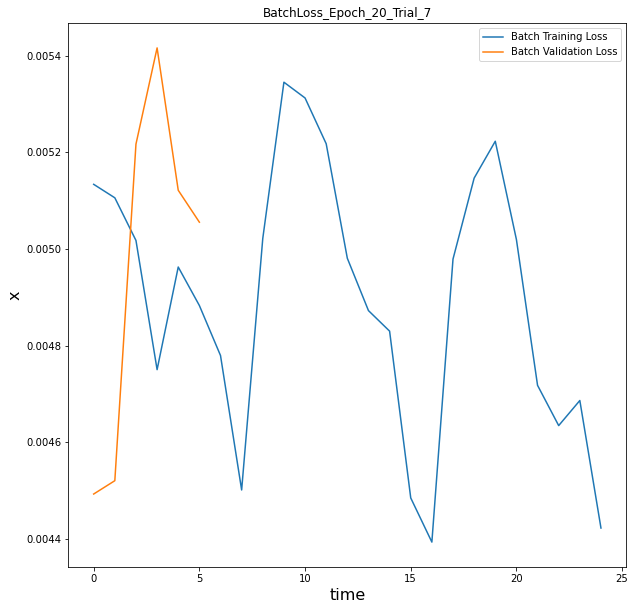 BatchLoss_Epoch_20_Trial_7
Batch Training Loss
Batch Validation Loss
0.0054
0.0052
0.0050
0.0048
0.0046
0.0044
x
0 5 10 15 20 25
time